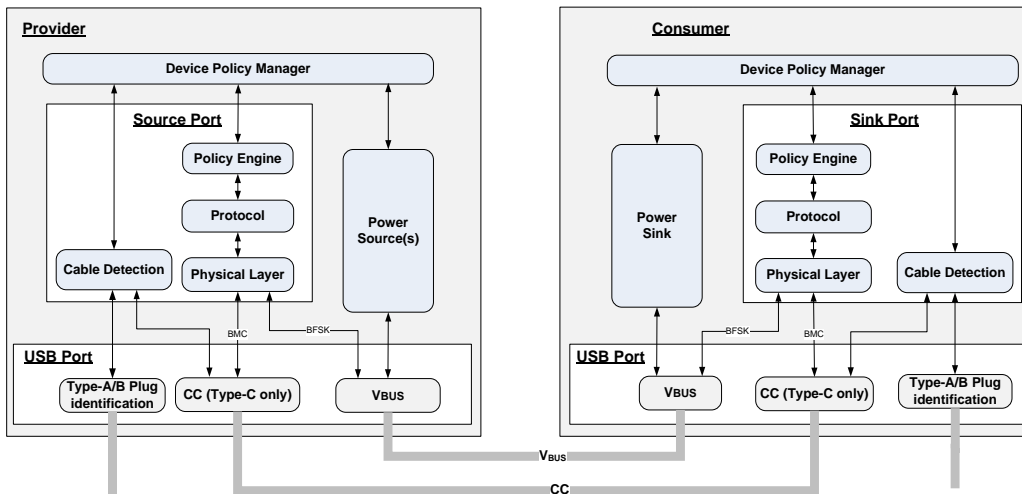 Provider
Device Policy Manager
Source Port
Policy Engine
Protocol
Physical Layer
Cable Detection
Power
Source(s)
BMC
BFSK
USB Port
Type-A/B Plug
identification
CC (Type-C only)
VBUS
Consumer
Device Policy Manager
Sink Port
Power
Sink
Policy Engine
Protocol
Physical Layer
Cable Detection
BFSK
BMC
USB Port
VBUS
CC (Type-C only)
Type-A/B Plug
identification
VBUS
CC